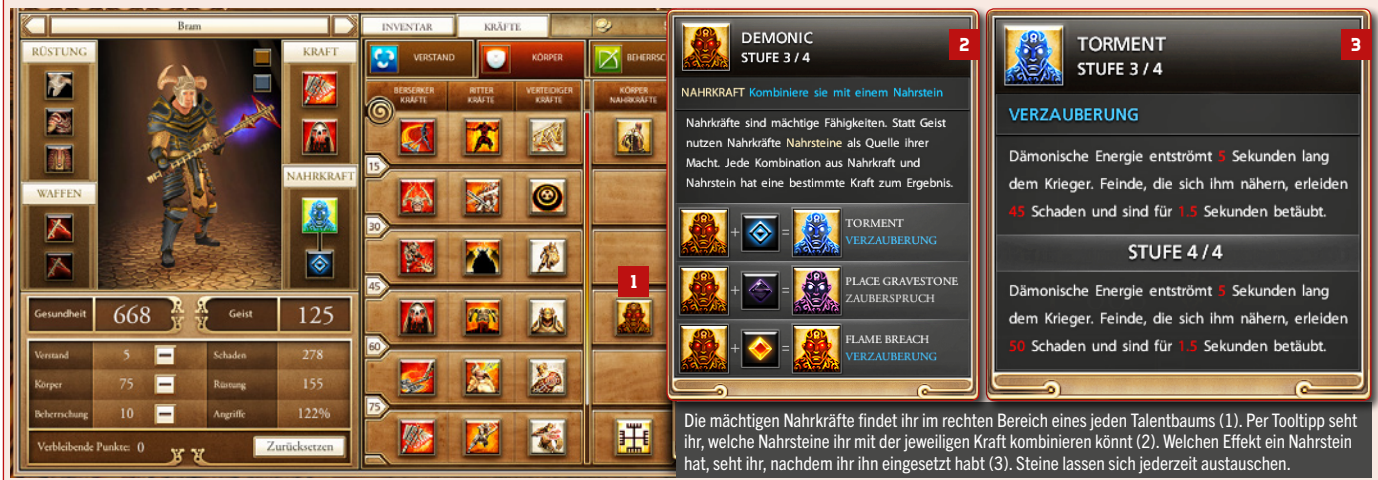 Bram
RÜSTUNG
KRAFT
NAHRKRAFT
WAFFEN
Gesundheit 668 Geist 125
Verstand 5 Schaden 278
Körper 75 Rüstung 155
Beherrschung 10 Angriffe 122%
Verbleibende Punkte: 0 Zurücksetzen
INVENTAR KRÄFTE
VERSTAND KÖRPER BEHERRSC
BERSERKER KRÄFTE
RITTER KRÄFTE
VERTEIDIGER KRÄFTE
KÖRPER NAHRKRÄFTE
15
30
45
60
75
1
2
DEMONIC
STUFE 3 / 4
NAHRKRAFT Kombiniere sie mit einem Nahrstein
Nahrkräfte sind mächtige Fähigkeiten. Statt Geist
nutzen Nahrkräfte Nahrsteine als Quelle ihrer
Macht. Jede Kombination aus Nahrkraft und
Nahrstein hat eine bestimmte Kraft zum Ergebnis.
+ = TORMENT
VERZAUBERUNG
+ = PLACE GRAVESTONE
ZAUBERSPRUCH
+ = FLAME BREACH
VERZAUBERUNG
3
TORMENT
STUFE 3 / 4
VERZAUBERUNG
Dämonische Energie entströmt 5 Sekunden lang
dem Krieger. Feinde, die sich ihm nähern, erleiden
45 Schaden und sind für 1.5 Sekunden betäubt.
STUFE 4 / 4
Dämonische Energie entströmt 5 Sekunden lang
dem Krieger. Feinde, die sich ihm nähern, erleiden
50 Schaden und sind für 1.5 Sekunden betäubt.
Die mächtigen Nahrkräfte findet ihr im rechten Bereich eines jeden Talentbaums (1). Per Tooltipp seht
ihr, welche Nahrsteine ihr mit der jeweiligen Kraft kombinieren könnt (2). Welchen Effekt ein Nahrstein
hat, seht ihr, nachdem ihr ihn eingesetzt habt (3). Steine lassen sich jederzeit austauschen.